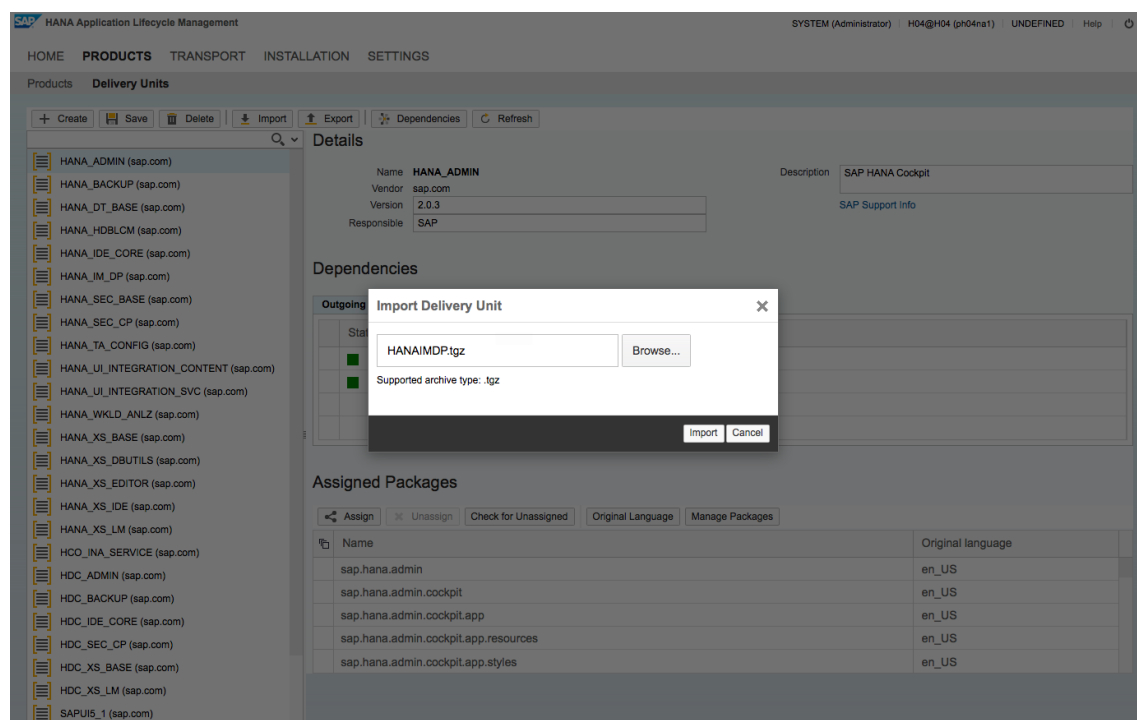 SAP HANA Application Lifecycle Management
SYSTEM (Administrator) H04@H04 (ph04na1) UNDEFINED Help
HOME PRODUCTS TRANSPORT INSTALLATION SETTINGS
Products Delivery Units
Create Save Delete Import Export Dependencies Refresh
HANA_ADMIN (sap.com)
HANA_BACKUP (sap.com)
HANA_DT_BASE (sap.com)
HANA_HDBLCM (sap.com)
HANA_IDE_CORE (sap.com)
HANA_IM_DP (sap.com)
HANA_SEC_BASE (sap.com)
HANA_SEC_CP (sap.com)
HANA_TA_CONFIG (sap.com)
HANA_UI_INTEGRATION_CONTENT (sap.com)
HANA_UI_INTEGRATION_SVC (sap.com)
HANA_WKLD_ANLZ (sap.com)
HANA_XS_BASE (sap.com)
HANA_XS_DBUTILS (sap.com)
HANA_XS_EDITOR (sap.com)
HANA_XS_IDE (sap.com)
HANA_XS_LM (sap.com)
HCO_INA_SERVICE (sap.com)
HDC_ADMIN (sap.com)
HDC_BACKUP (sap.com)
HDC_IDE_CORE (sap.com)
HDC_SEC_CP (sap.com)
HDC_XS_BASE (sap.com)
HDC_XS_LM (sap.com)
SAPUI5_1 (sap.com)
Details
Name HANA_ADMIN
Vendor sap.com
Version 2.0.3
Responsible SAP
Description SAP HANA Cockpit
SAP Support Info
Dependencies
Outgoing
Stat
Import Delivery Unit
HANAIMDP.tgz Browse...
Supported archive type: .tgz
Import Cancel
Assigned Packages
Assign Unassign Check for Unassigned Original Language Manage Packages
Name Original language
sap.hana.admin en_US
sap.hana.admin.cockpit en_US
sap.hana.admin.cockpit.app en_US
sap.hana.admin.cockpit.app.resources en_US
sap.hana.admin.cockpit.app.styles en_US